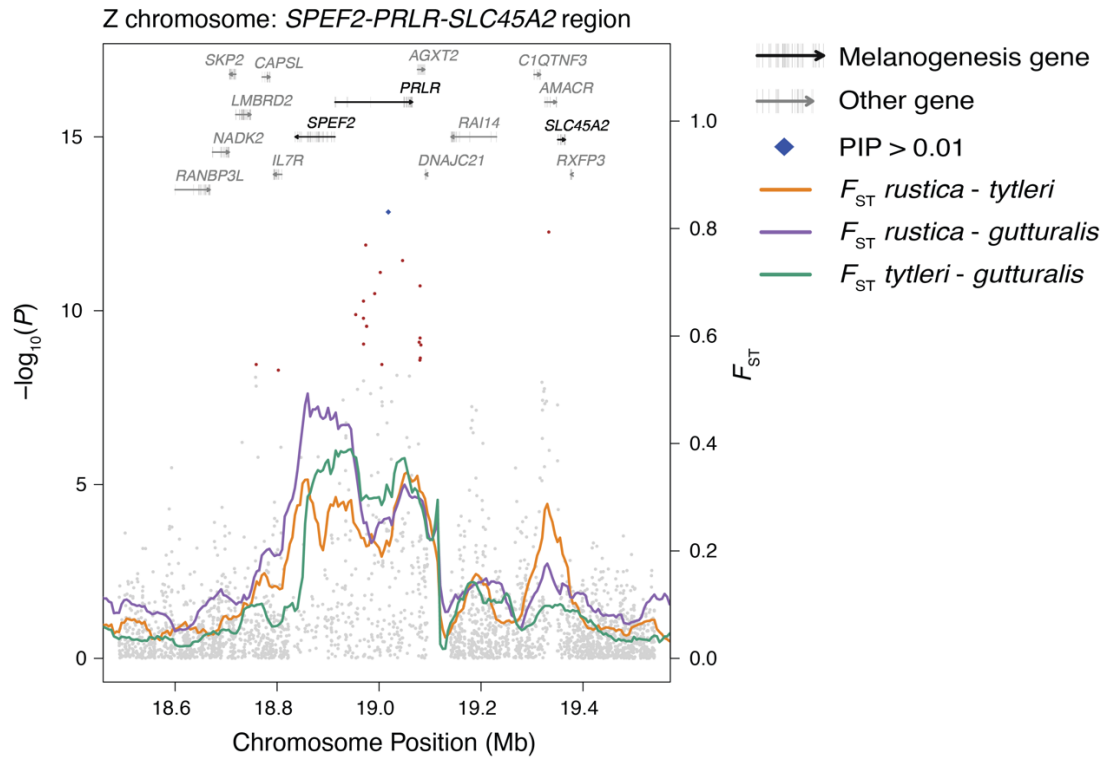 Z chromosome: SPEF2-PRLR-SLC45A2 region
SKP2
CAPSL
AGXT2
C1QTNF3
LMBRD2
PRLR
AMACR
NADK2
SPEF2
RAI14
SLC45A2
RANBP3L
IL7R
DNAJC21
RXFP3
15
10
5
0
−log10(P)
1.0
0.8
0.6
0.4
0.2
0.0
FST
18.6 18.8 19.0 19.2 19.4
Chromosome Position (Mb)
Melanogenesis gene
Other gene
PIP > 0.01
FST rustica - tytleri
FST rustica - gutturalis
FST tytleri - gutturalis